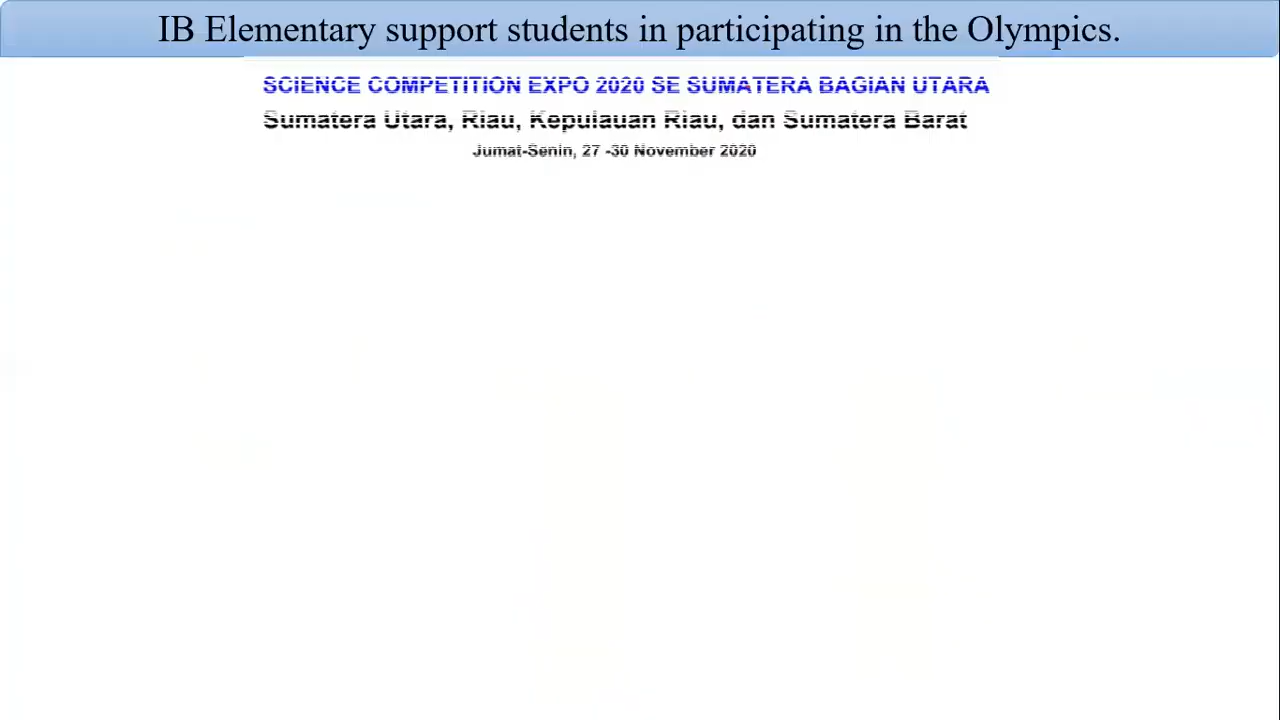 IB Elementary support students in participating in the Olympics.
SCIENCE COMPETITION EXPO 2020 SE SUMATERA BAGIAN UTARA
Sumatera Utara, Riau, Kepulauan Riau, dan Sumatera Barat
Jumat-Senin, 27 -30 November 2020